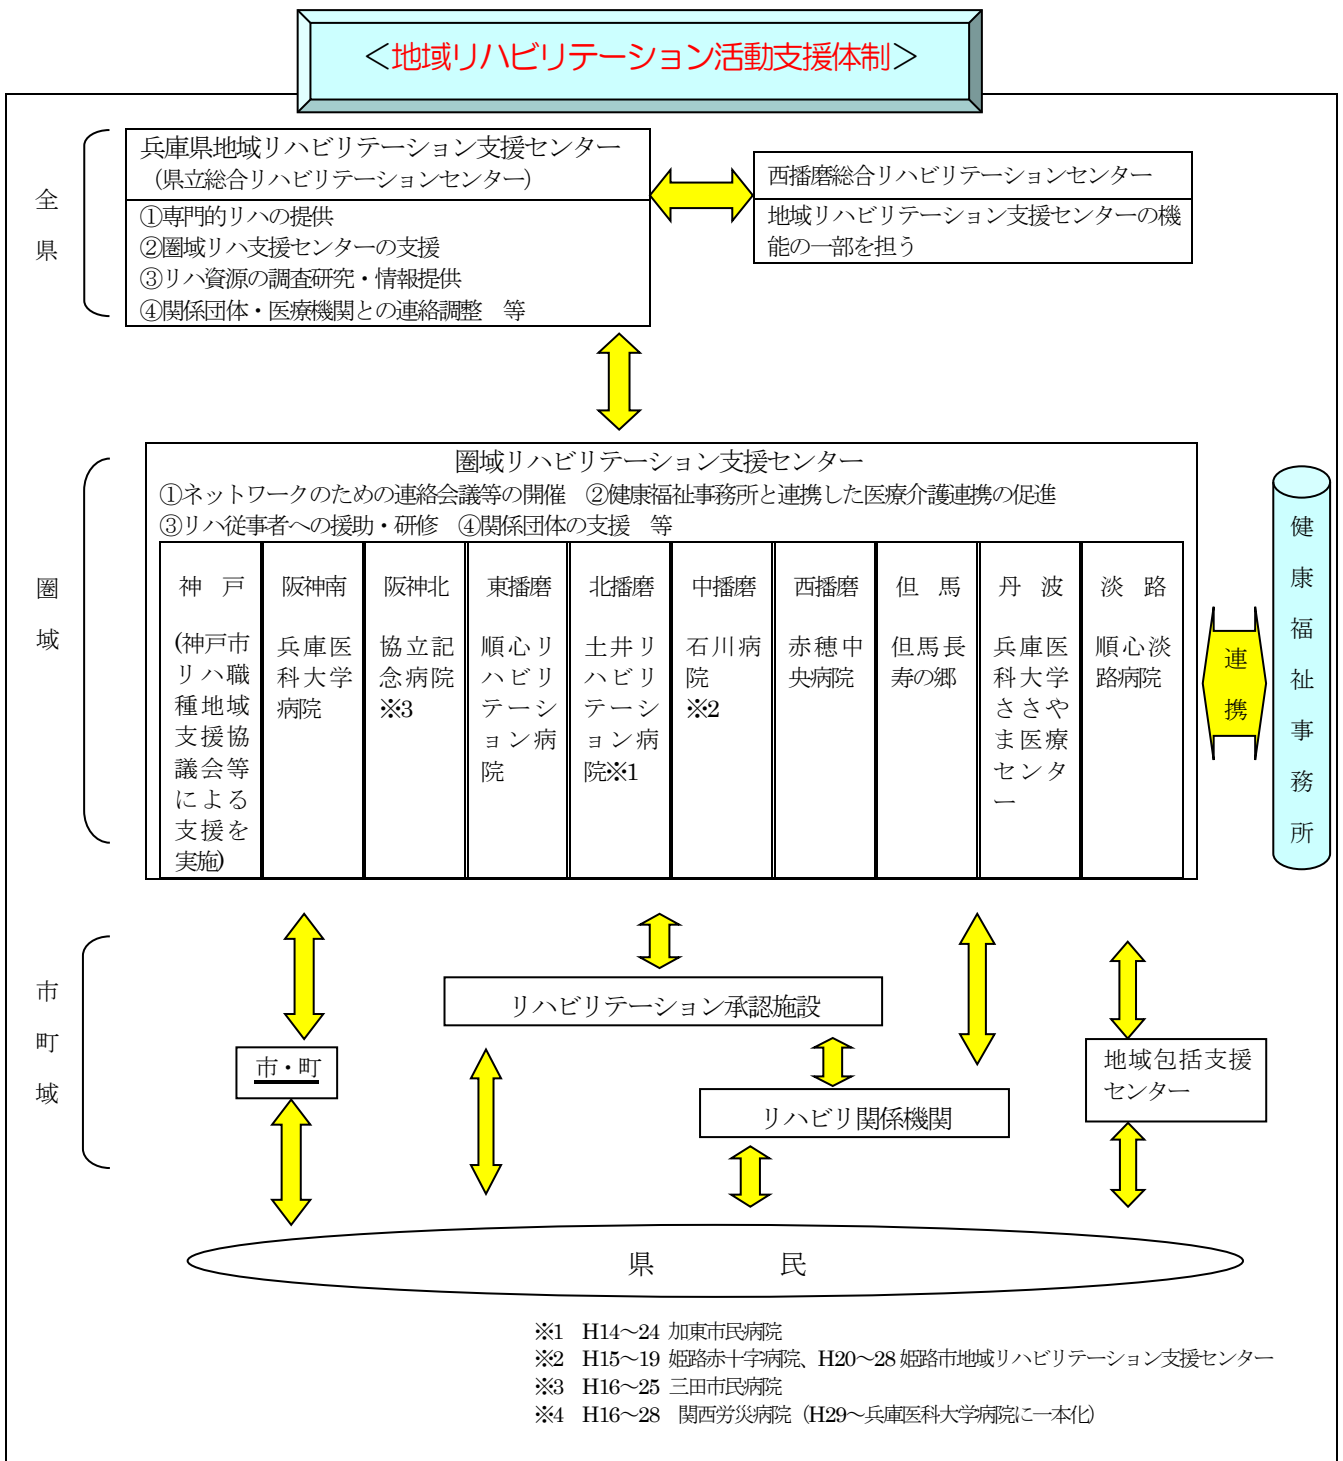 ＜地域リハビリテーション活動支援体制＞
全県
兵庫県地域リハビリテーション支援センター
（県立総合リハビリテーションセンター）
①専門的リハの提供
②圏域リハ支援センターの支援
③リハ資源の調査研究・情報提供
④関係団体・医療機関との連絡調整　等
西播磨総合リハビリテーションセンター
地域リハビリテーション支援センターの機
能の一部を担う
圏域
圏域リハビリテーション支援センター
①ネットワークのための連絡会議等の開催　②健康福祉事務所と連携した医療介護連携の促進
③リハ従事者への援助・研修　④関係団体の支援　等
神　戸
(神戸市
リハ職
種地域
支援協
議会等
による
支援を
実施)
阪神南
兵庫医
科大学
病院
阪神北
協立記
念病院
※3
東播磨
順心リ
ハビリ
テーシ
ョン病
院
北播磨
土井リ
ハビリ
テーシ
ョン病
院※1
中播磨
石川病
院
※2
西播磨
赤穂中
央病院
但　馬
但馬長
寿の郷
丹　波
兵庫医
科大学
ささや
ま医療
センタ
ー
淡　路
順心淡
路病院
連携
健康福祉事務所
市町域
リハビリテーション承認施設
市・町
リハビリ関係機関
地域包括支援
センター
県　　　　民
※1　H14～24 加東市民病院
※2　H15～19 姫路赤十字病院、H20～28 姫路市地域リハビリテーション支援センター
※3　H16～25　三田市民病院
※4　H16～28　関西労災病院（H29～兵庫医科大学病院に一本化）